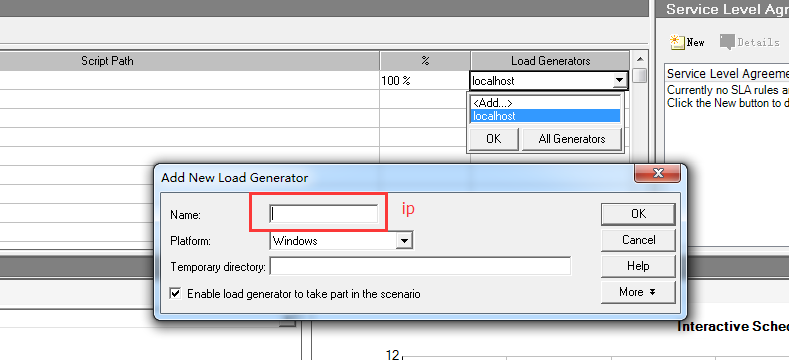 Service Level Agreem
New
Details
Script Path
%
Load Generators
100 %
localhost
<Add...>
localhost
OK
All Generators
Service Level Agreeme
Currently no SLA rules a
Click the New button to d
Add New Load Generator
Name:
ip
OK
Platform:
Windows
Cancel
Temporary directory:
Help
Enable load generator to take part in the scenario
More
Interactive Sched
12